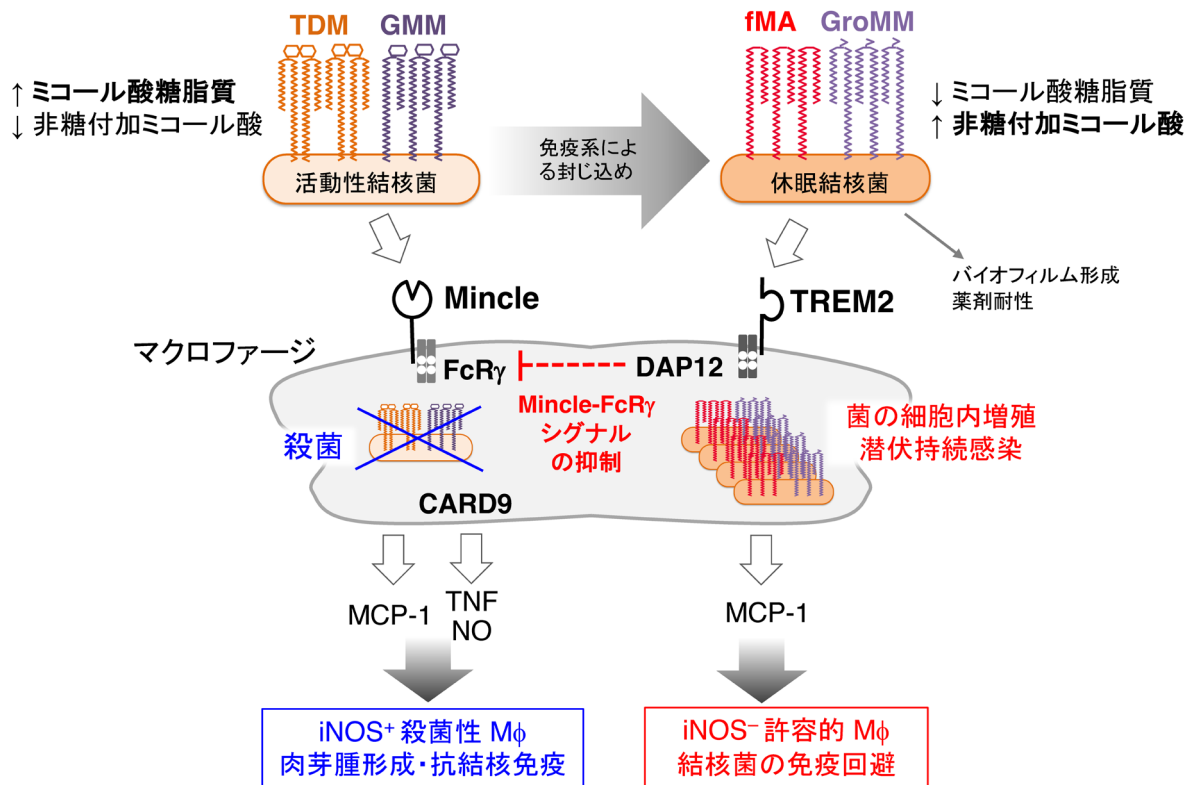 TDM GMM
fMA GroMM
↑ ミコール酸糖脂質
↓ 非糖付加ミコール酸
↓ ミコール酸糖脂質
↑ 非糖付加ミコール酸
免疫系によ
る封じ込め
活動性結核菌
休眠結核菌
バイオフィルム形成
薬剤耐性
Mincle
TREM2
マクロファージ
FcRγ
DAP12
Mincle-FcRγ
シグナル
の抑制
殺菌
菌の細胞内増殖
潜伏持続感染
CARD9
MCP-1
TNF
NO
MCP-1
iNOS⁺ 殺菌性 Mϕ
肉芽腫形成・抗結核免疫
iNOS⁻ 許容的 Mϕ
結核菌の免疫回避